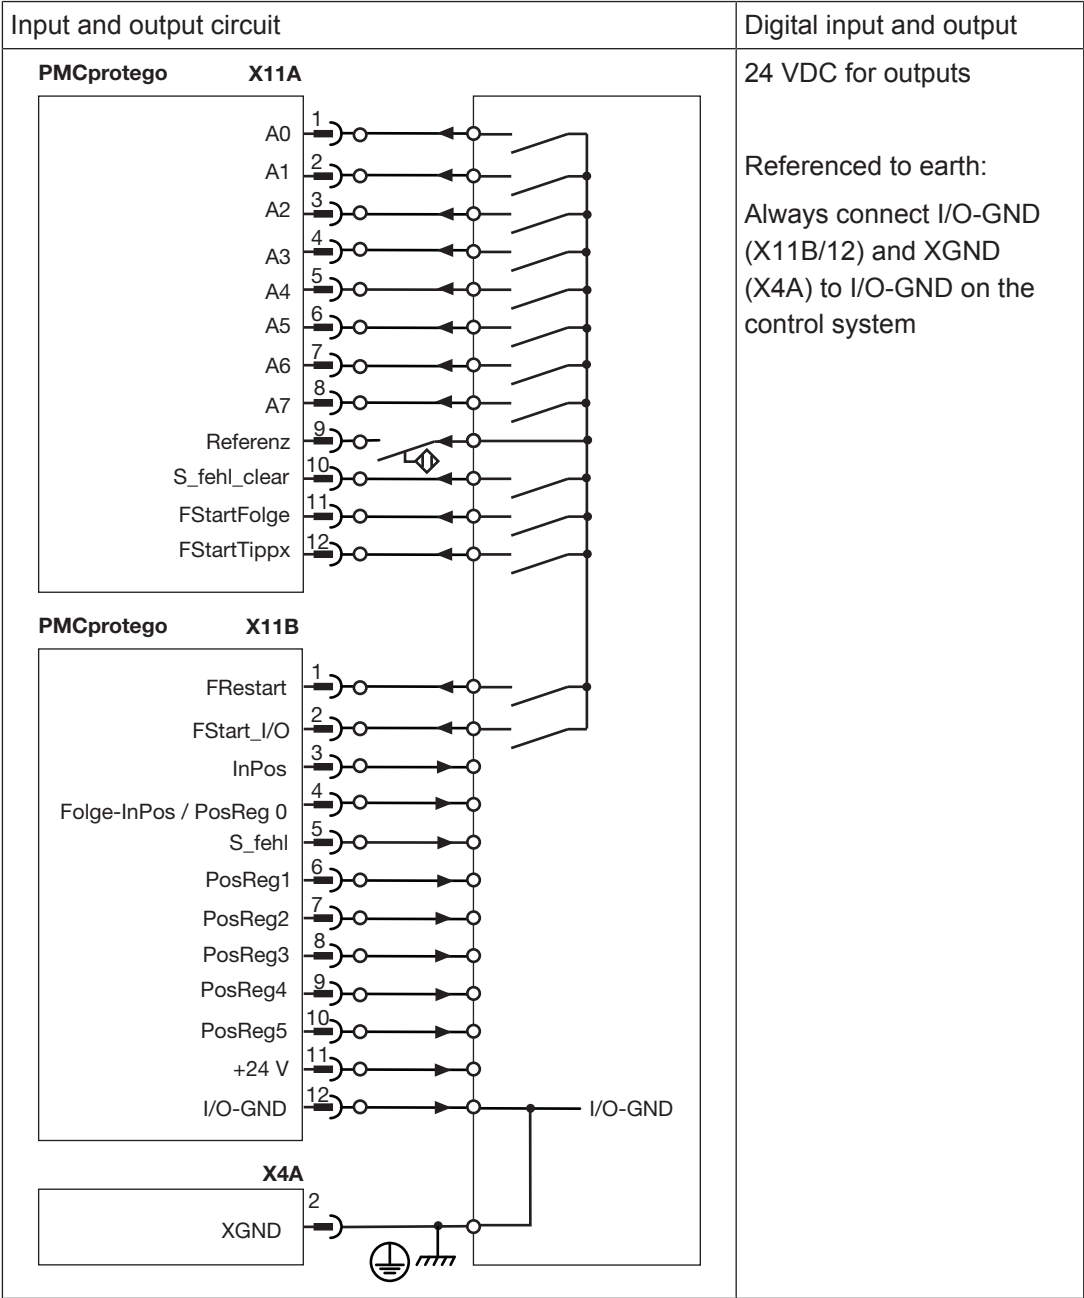 Input and output circuit
Digital input and output
PMCprotego X11A
A0 1
A1 2
A2 3
A3 4
A4 5
A5 6
A6 7
A7 8
Referenz 9
S_fehl_clear 10
FStartFolge 11
FStartTippx 12
PMCprotego X11B
FRestart 1
FStart_I/O 2
InPos 3
Folge-InPos / PosReg 0 4
S_fehl 5
PosReg1 6
PosReg2 7
PosReg3 8
PosReg4 9
PosReg5 10
+24 V 11
I/O-GND 12 I/O-GND
X4A
XGND 2
24 VDC for outputs
Referenced to earth:
Always connect I/O-GND
(X11B/12) and XGND
(X4A) to I/O-GND on the
control system